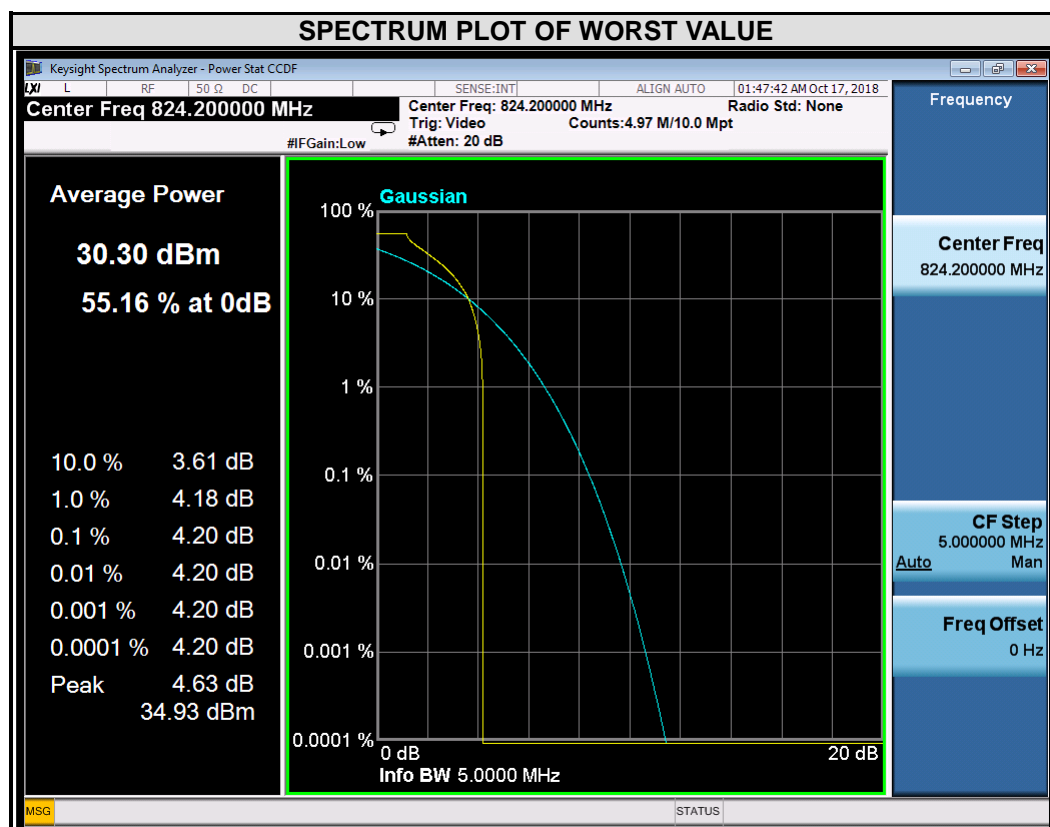 SPECTRUM PLOT OF WORST VALUE
Keysight Spectrum Analyzer - Power Stat CCDF
LXI L RF 50 Ω DC SENSE:INT ALIGN AUTO 01:47:42 AM Oct 17, 2018
Center Freq 824.200000 MHz
Center Freq: 824.200000 MHz Radio Std: None
Trig: Video Counts:4.97 M/10.0 Mpt
#IFGain:Low #Atten: 20 dB
Average Power
30.30 dBm
55.16 % at 0dB
10.0 % 3.61 dB
1.0 % 4.18 dB
0.1 % 4.20 dB
0.01 % 4.20 dB
0.001 % 4.20 dB
0.0001 % 4.20 dB
Peak 4.63 dB
34.93 dBm
Gaussian
100 %
10 %
1 %
0.1 %
0.01 %
0.001 %
0.0001 %
0 dB 20 dB
Info BW 5.0000 MHz
Frequency
Center Freq
824.200000 MHz
CF Step
5.000000 MHz
Auto Man
Freq Offset
0 Hz
MSG STATUS